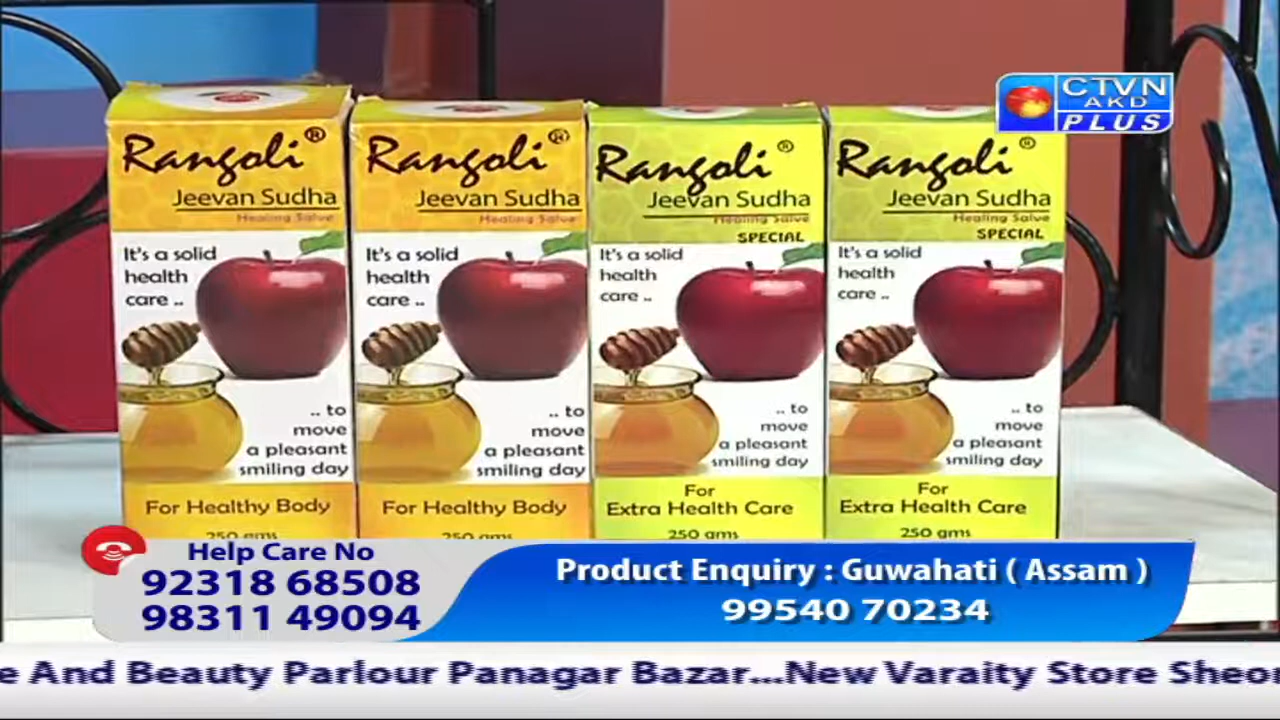 CTVN
AKD
PLUS
Rangoli®
Jeevan Sudha
Healing Salve
It's a solid
health
care ..
.. to
move
a pleasant
smiling day
For Healthy Body
250 gms
Rangoli®
Jeevan Sudha
Healing Salve
It's a solid
health
care ..
.. to
move
a pleasant
smiling day
For Healthy Body
250 gms
Rangoli®
Jeevan Sudha
Healing Salve
SPECIAL
It's a solid
health
care ..
.. to
move
a pleasant
smiling day
For
Extra Health Care
250 gms
Rangoli®
Jeevan Sudha
Healing Salve
SPECIAL
It's a solid
health
care ..
.. to
move
a pleasant
smiling day
For
Extra Health Care
250 gms
Help Care No
92318 68508
98311 49094
Product Enquiry : Guwahati ( Assam )
99540 70234
e And Beauty Parlour Panagar Bazar...New Varaity Store Sheor